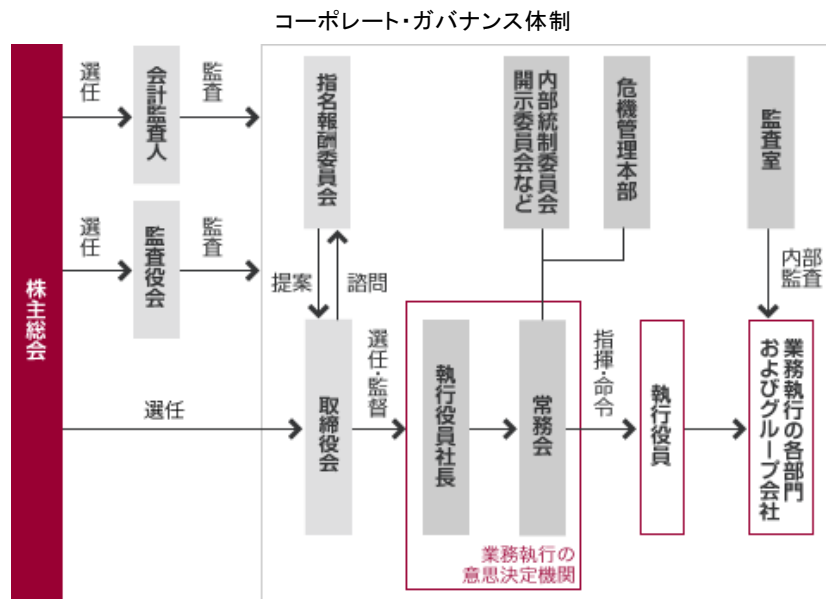 コーポレート・ガバナンス体制
株主総会
選任
会計監査人
監査
選任
監査役会
監査
選任
指名報酬委員会
提案
諮問
取締役会
選任・監督
執行役員社長
常務会
業務執行の
意思決定機関
内部統制委員会
開示委員会など
危機管理本部
指揮・命令
執行役員
監査室
内部
監査
業務執行の各部門
およびグループ会社